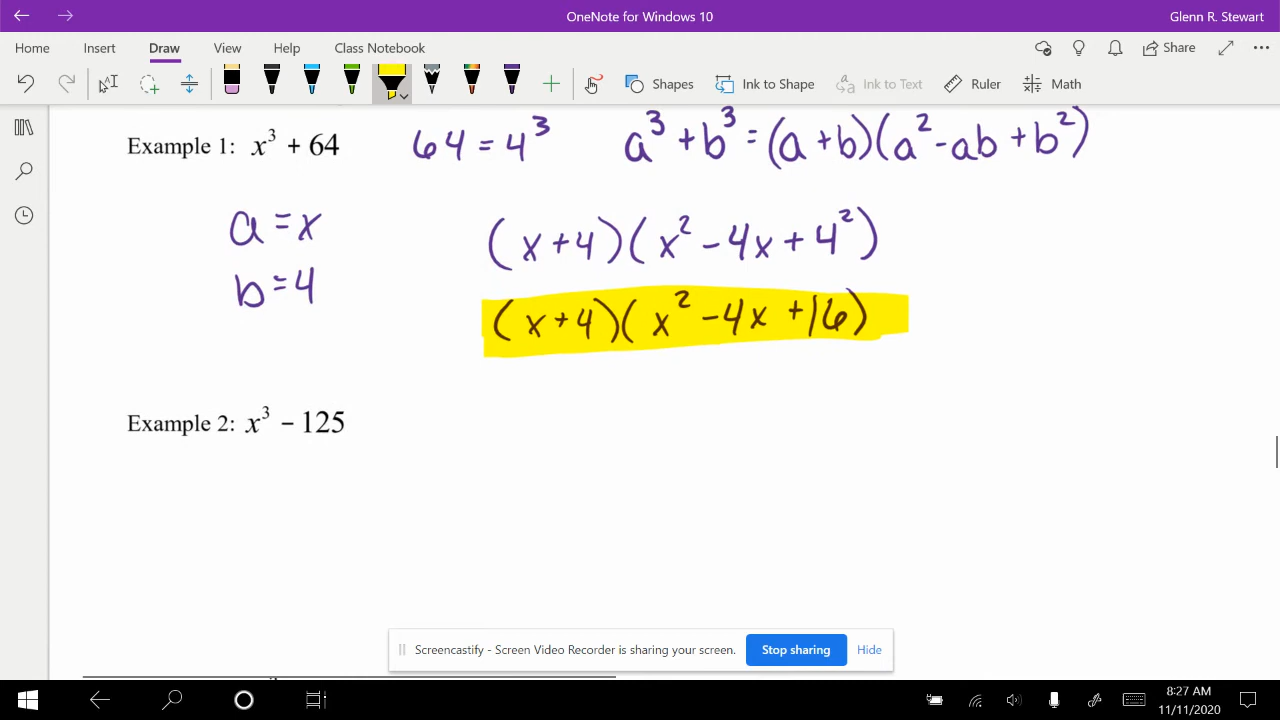 OneNote for Windows 10
Glenn R. Stewart
Home Insert Draw View Help Class Notebook Share
Shapes Ink to Shape Ink to Text Ruler Math
Example 1: x³ + 64 64 = 4³ a³ + b³ = (a + b)(a² - ab + b²)
a = x
b = 4
(x + 4)(x² - 4x + 4²)
(x + 4)(x² - 4x + 16)
Example 2: x³ − 125
Screencastify - Screen Video Recorder is sharing your screen. Stop sharing Hide
8:27 AM
11/11/2020